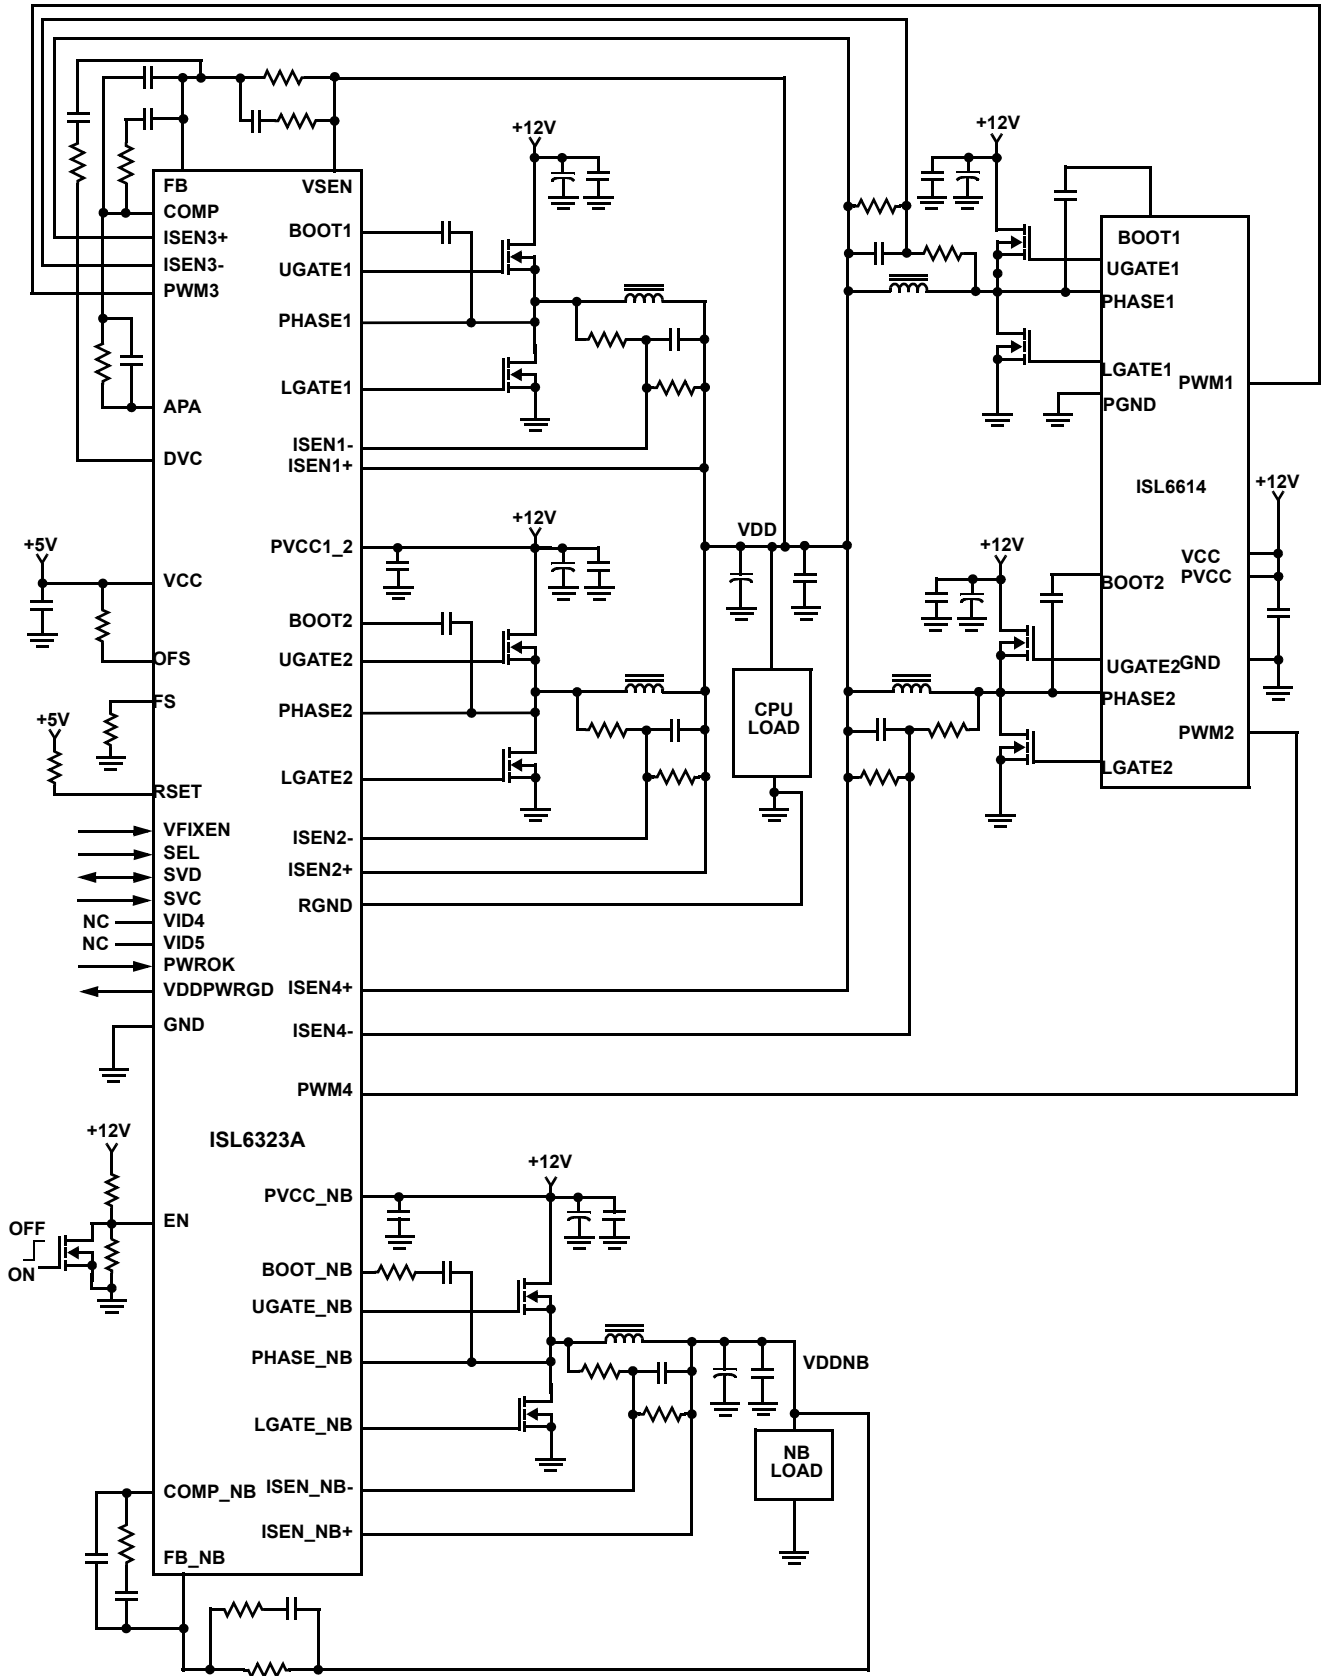 +12V
+12V
FB
VSEN
COMP
ISEN3+
ISEN3-
PWM3
APA
DVC
BOOT1
UGATE1
PHASE1
LGATE1
ISEN1-
ISEN1+
BOOT1
UGATE1
PHASE1
LGATE1
PWM1
PGND
ISL6614
+12V
+5V
VCC
OFS
FS
+5V
RSET
PVCC1_2
+12V
BOOT2
UGATE2
PHASE2
LGATE2
ISEN2-
ISEN2+
RGND
VDD
CPU
LOAD
+12V
VCC
PVCC
BOOT2
UGATE2
GND
PHASE2
PWM2
LGATE2
VFIXEN
SEL
SVD
SVC
NC
VID4
NC
VID5
PWROK
VDDPWRGD
GND
ISEN4+
ISEN4-
PWM4
ISL6323A
+12V
OFF
ON
EN
+12V
PVCC_NB
BOOT_NB
UGATE_NB
PHASE_NB
LGATE_NB
VDDNB
NB
LOAD
COMP_NB
ISEN_NB-
ISEN_NB+
FB_NB